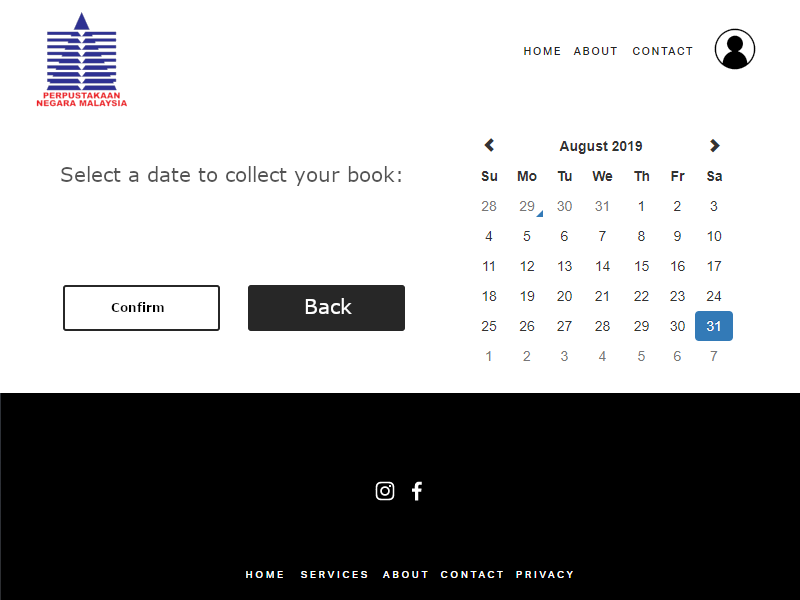 PERPUSTAKAAN
NEGARA MALAYSIA
HOME ABOUT CONTACT
Select a date to collect your book:
Confirm
Back
August 2019
Su Mo Tu We Th Fr Sa
28 29 30 31 1 2 3
4 5 6 7 8 9 10
11 12 13 14 15 16 17
18 19 20 21 22 23 24
25 26 27 28 29 30 31
1 2 3 4 5 6 7
HOME SERVICES ABOUT CONTACT PRIVACY